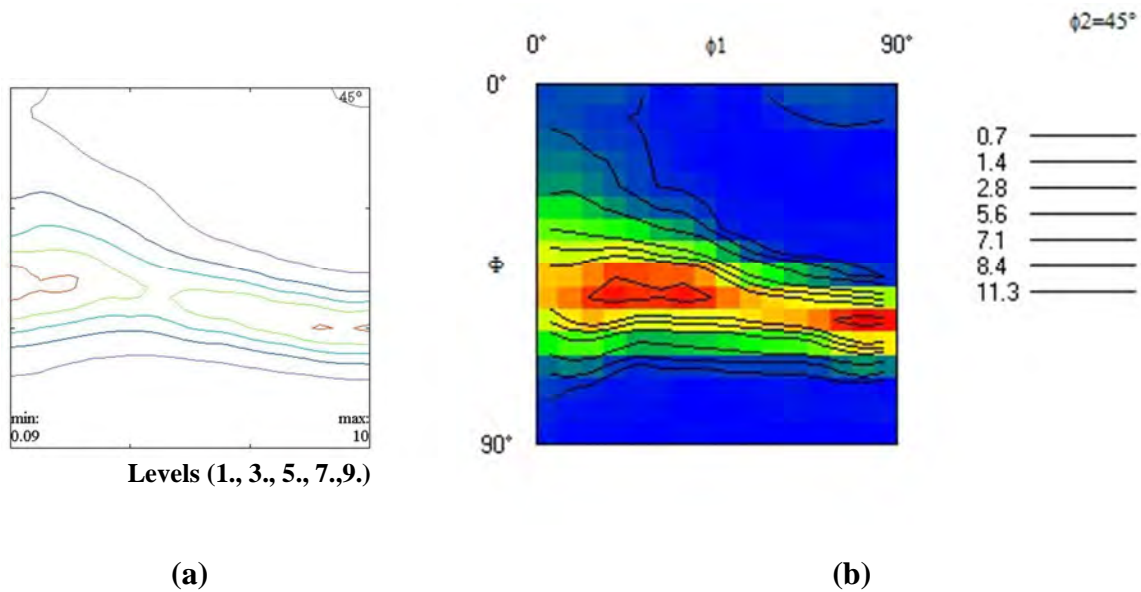 45°
min:
0.09
max:
10
Levels (1., 3., 5., 7.,9.)
(a)
ϕ2=45°
0° ϕ1 90°
0°
Φ
90°
0.7
1.4
2.8
5.6
7.1
8.4
11.3
(b)